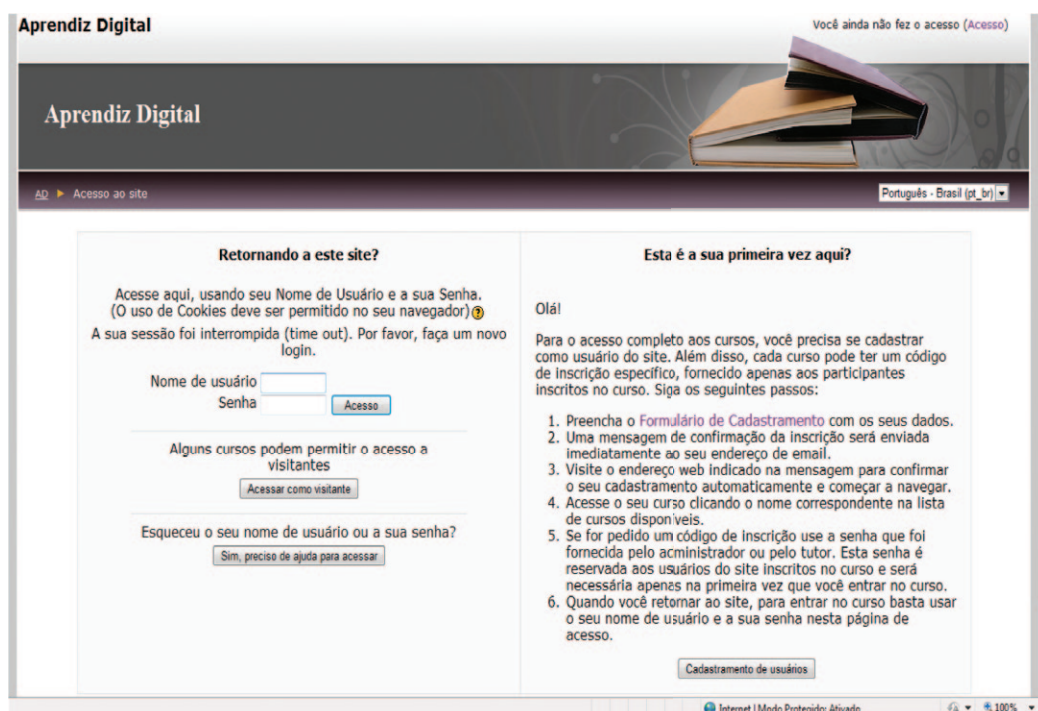 Aprendiz Digital
Você ainda não fez o acesso (Acesso)
Aprendiz Digital
AD ► Acesso ao site
Português - Brasil (pt_br)
Retornando a este site?
Acesse aqui, usando seu Nome de Usuário e a sua Senha.
(O uso de Cookies deve ser permitido no seu navegador)
A sua sessão foi interrompida (time out). Por favor, faça um novo
login.
Nome de usuário
Senha
Acesso
Alguns cursos podem permitir o acesso a
visitantes
Acessar como visitante
Esqueceu o seu nome de usuário ou a sua senha?
Sim, preciso de ajuda para acessar
Esta é a sua primeira vez aqui?
Olá!
Para o acesso completo aos cursos, você precisa se cadastrar
como usuário do site. Além disso, cada curso pode ter um código
de inscrição específico, fornecido apenas aos participantes
inscritos no curso. Siga os seguintes passos:
1. Preencha o Formulário de Cadastramento com os seus dados.
2. Uma mensagem de confirmação da inscrição será enviada
imediatamente ao seu endereço de email.
3. Visite o endereço web indicado na mensagem para confirmar
o seu cadastramento automaticamente e começar a navegar.
4. Acesse o seu curso clicando o nome correspondente na lista
de cursos disponíveis.
5. Se for pedido um código de inscrição use a senha que foi
fornecida pelo administrador ou pelo tutor. Esta senha é
reservada aos usuários do site inscritos no curso e será
necessária apenas na primeira vez que você entrar no curso.
6. Quando você retornar ao site, para entrar no curso basta usar
o seu nome de usuário e a sua senha nesta página de
acesso.
Cadastramento de usuários
Internet | Modo Protegido: Ativado
100%